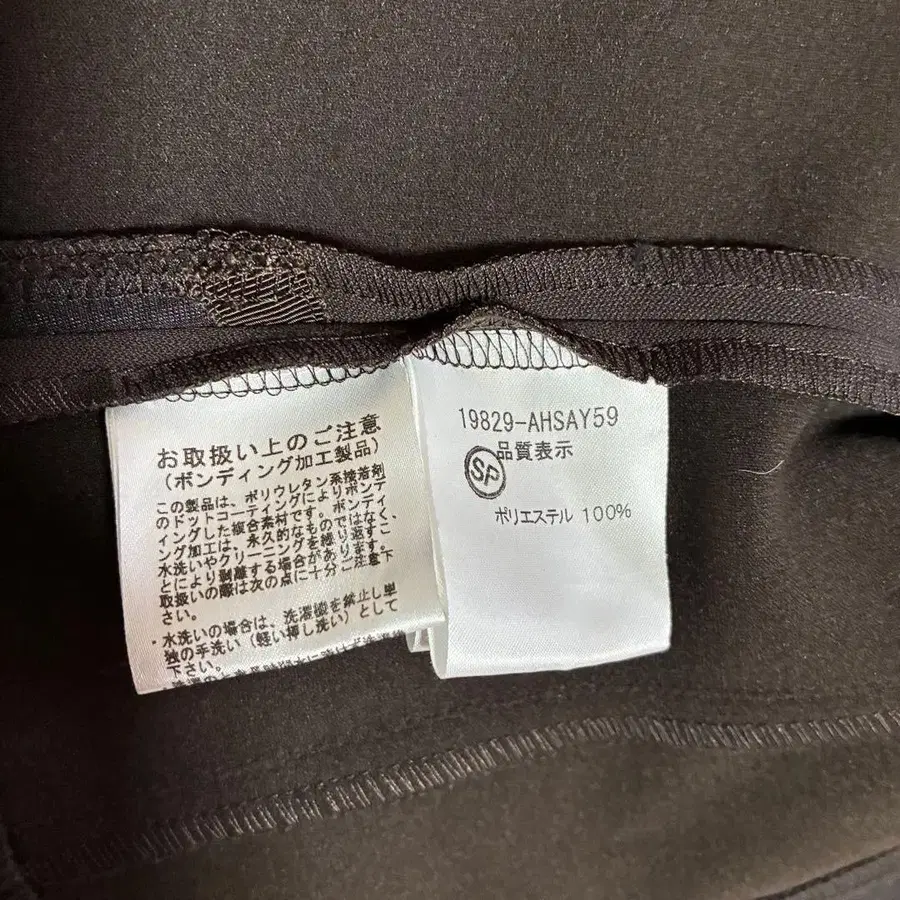 お取扱い上のご注意
（ボンディング加工製品）
この製品は、ポリウレタン系接着剤
のドットコーティングによりボンデ
ィングした複合素材です。ボンディ
ング加工は、永久的なものではなく、
水洗いやクリーニングを繰り返すこ
とにより剥離する場合があります。
取扱いの際は次の点に十分ご注意下
さい。
・水洗いの場合は、洗濯機を禁止し単
独の手洗い（軽い押し洗い）として
下さい。
19829-AHSAY59
品質表示
SP
ポリエステル 100%